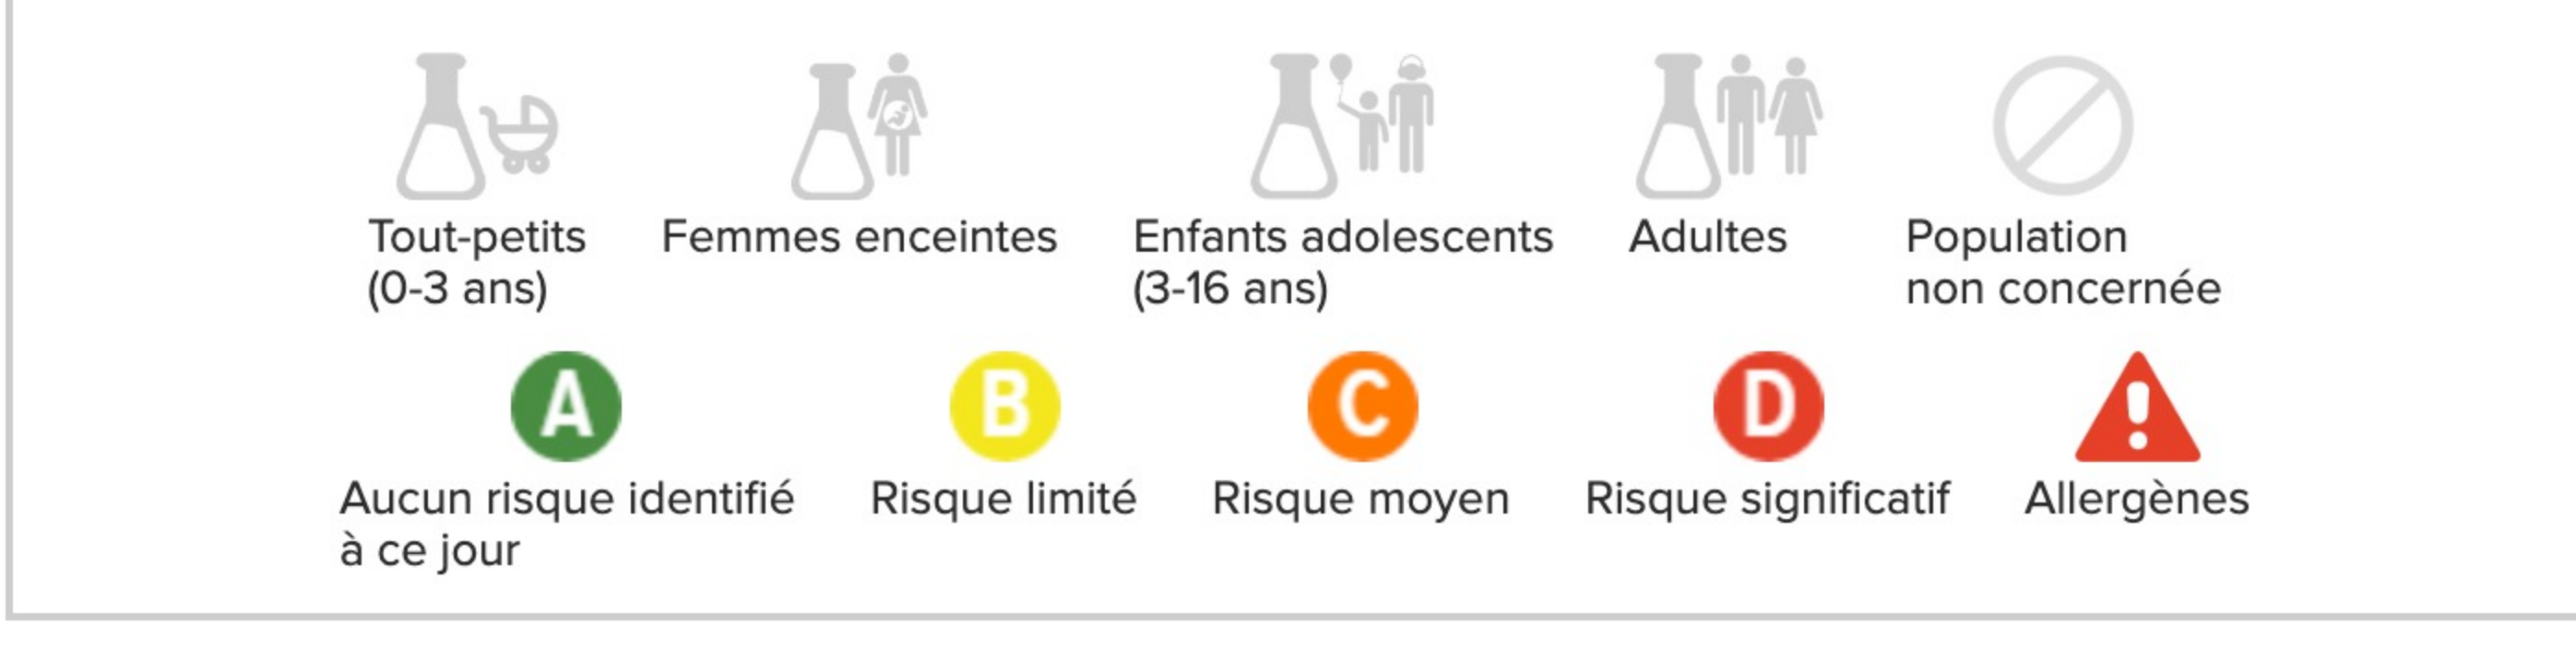 Tout-petits
(0-3 ans)
Femmes enceintes
Enfants adolescents
(3-16 ans)
Adultes
Population
non concernée
A
B
C
D
!
Aucun risque identifié
à ce jour
Risque limité
Risque moyen
Risque significatif
Allergènes